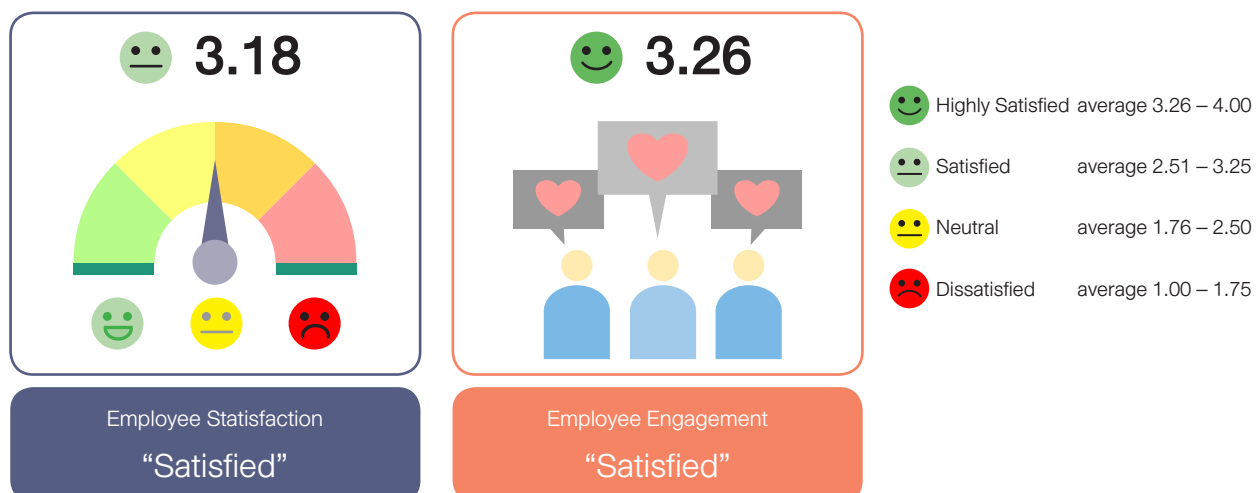 3.18
Employee Statisfaction
“Satisfied”
3.26
Employee Engagement
“Satisfied”
Highly Satisfied average 3.26 – 4.00
Satisfied average 2.51 – 3.25
Neutral average 1.76 – 2.50
Dissatisfied average 1.00 – 1.75